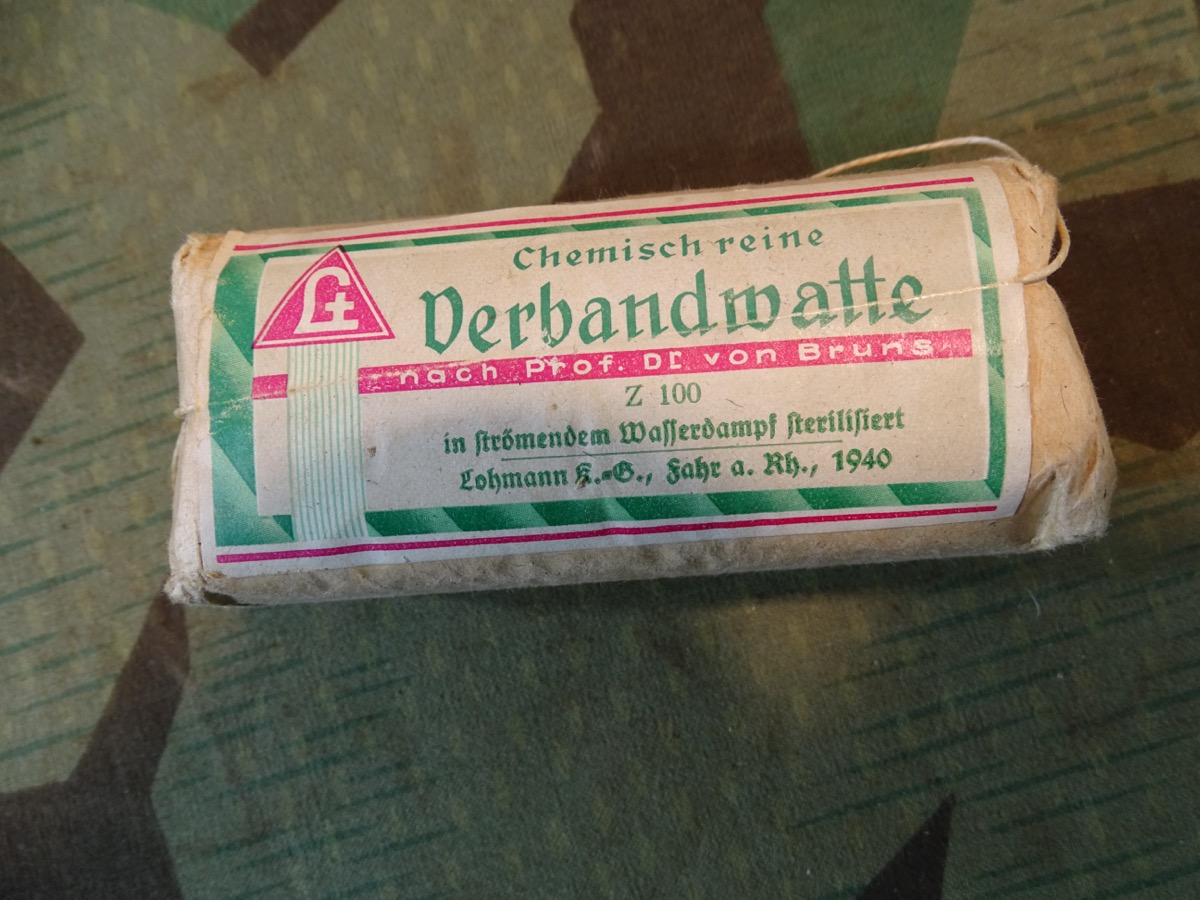 Chemisch reine
Verbandwatte
nach Prof. Dr. von Bruns
Z 100
in strömendem Wasserdampf sterilisiert
Lohmann K.-G., Fahr a. Rh., 1940
L